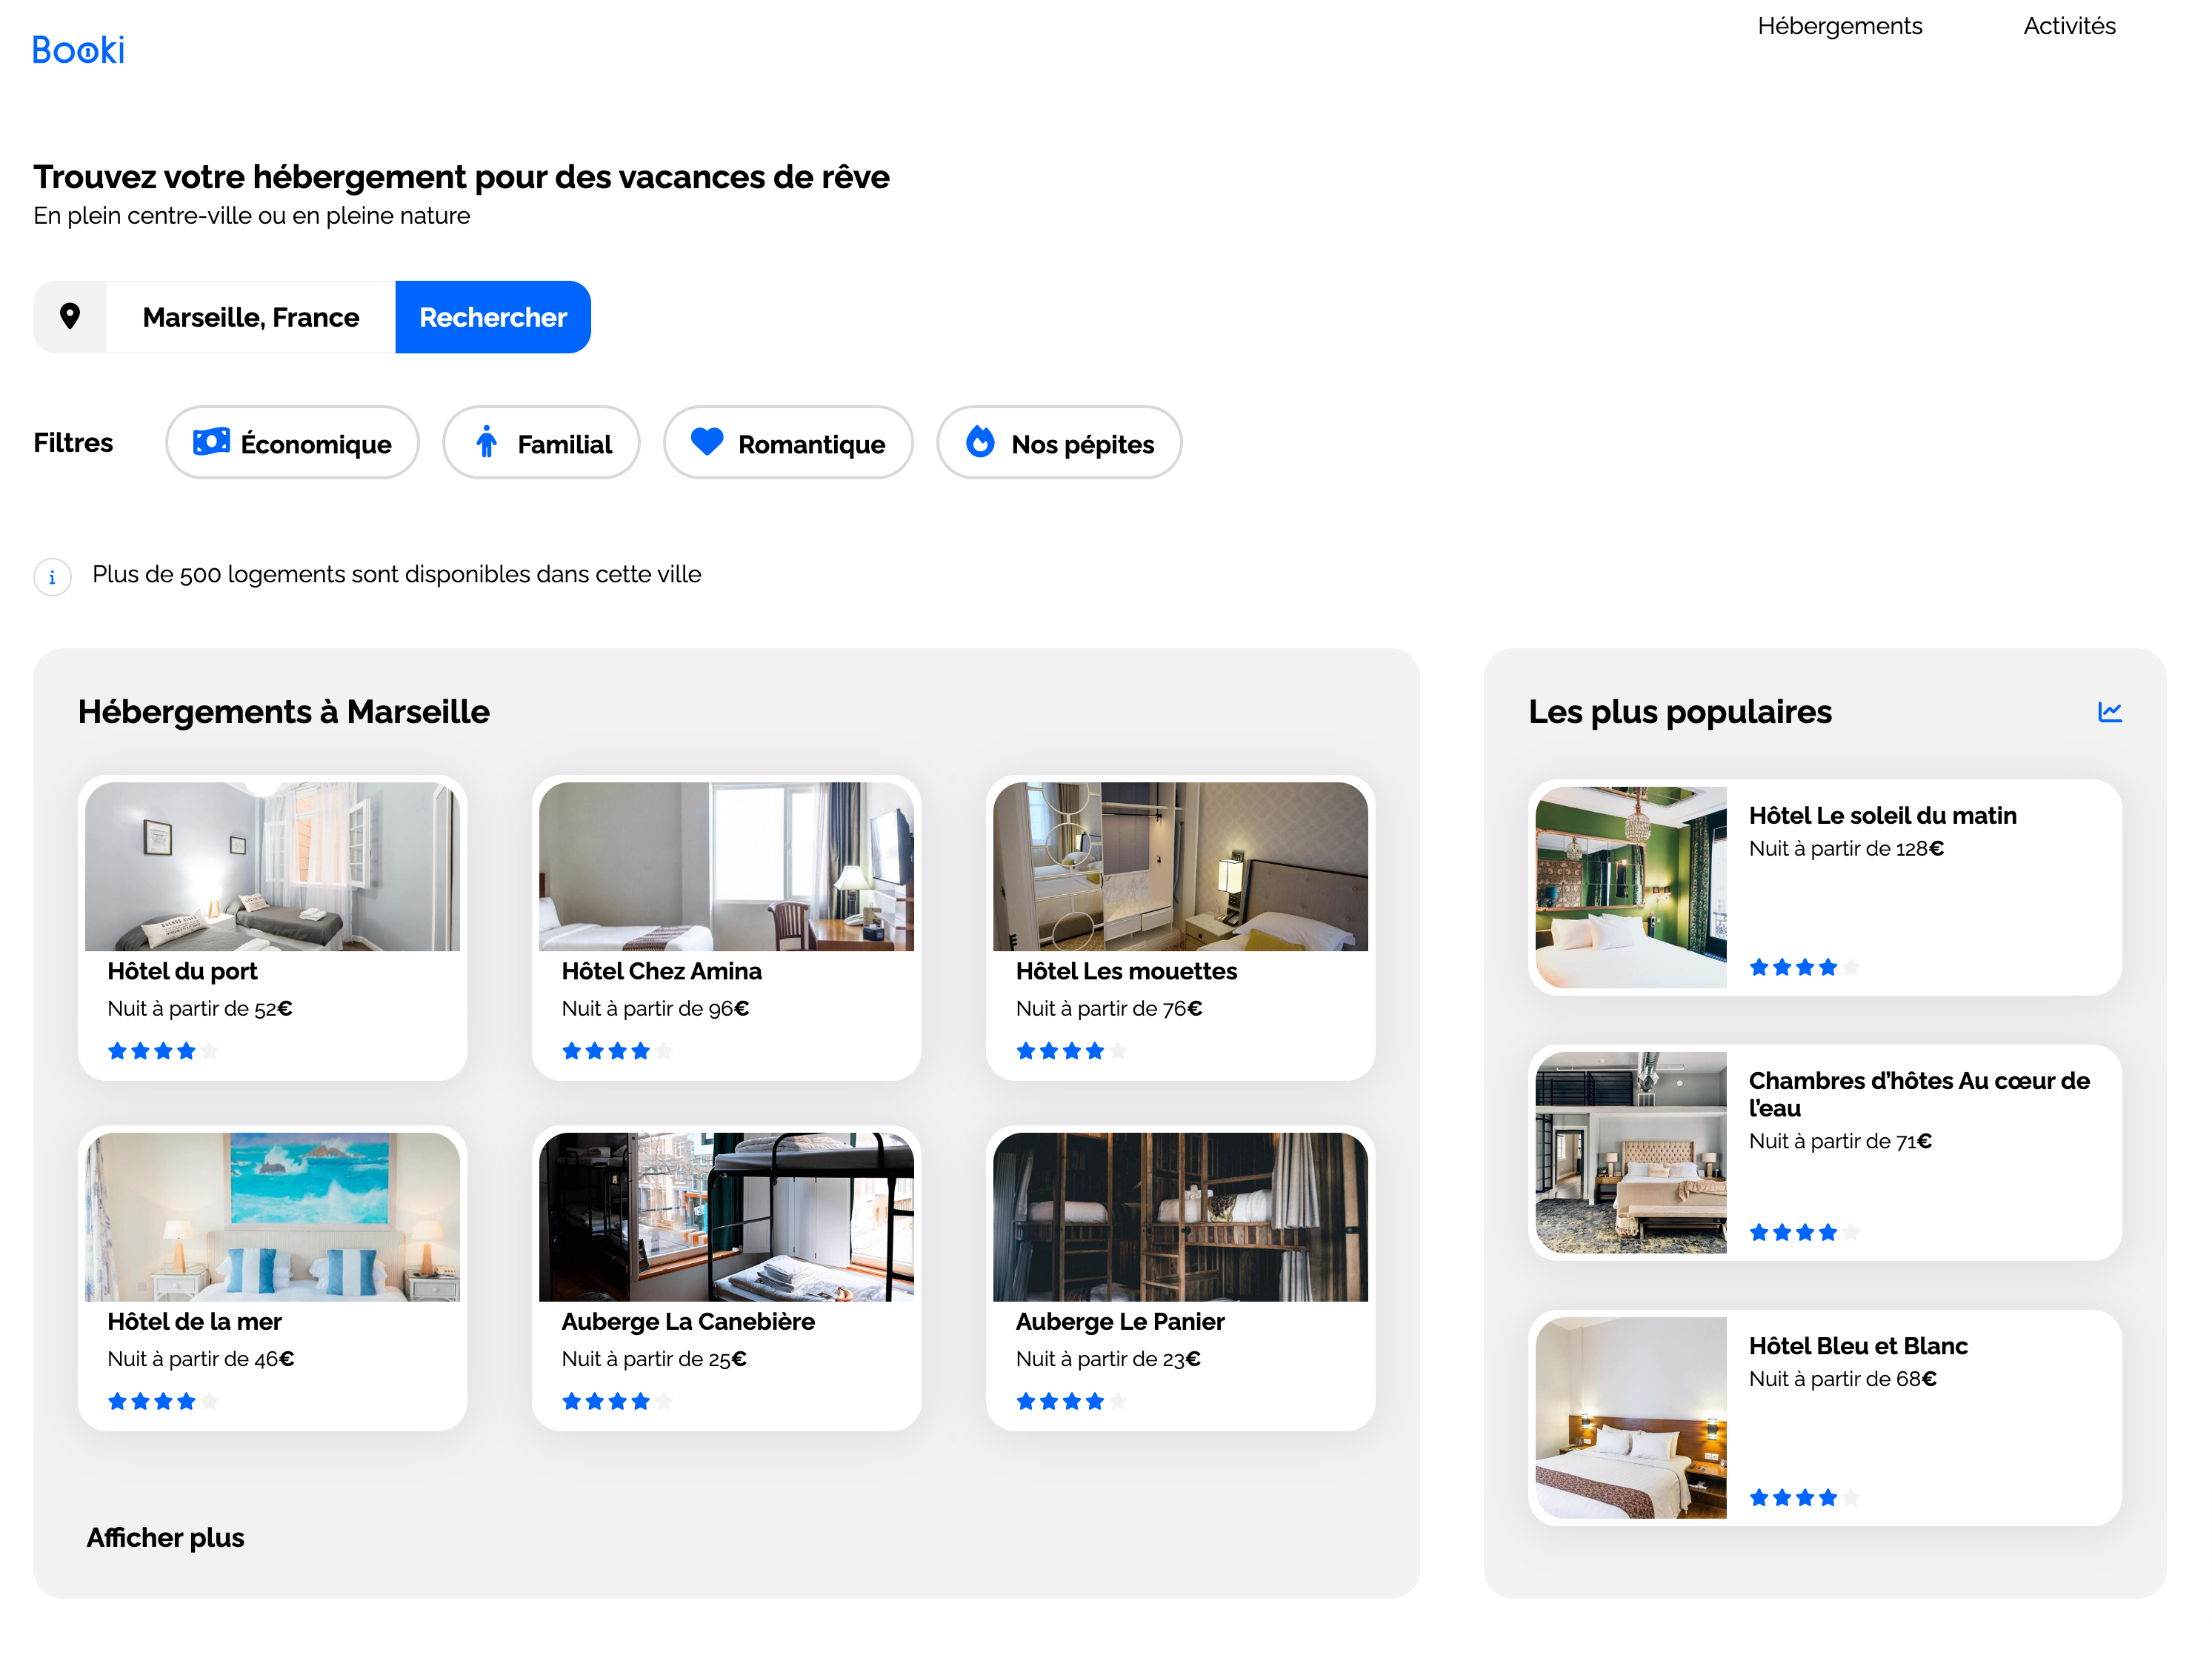 Booki
Hébergements
Activités
Trouvez votre hébergement pour des vacances de rêve
En plein centre-ville ou en pleine nature
Marseille, France
Rechercher
Filtres
Économique
Familial
Romantique
Nos pépites
i
Plus de 500 logements sont disponibles dans cette ville
Hébergements à Marseille
Hôtel du port
Nuit à partir de 52€
Hôtel Chez Amina
Nuit à partir de 96€
Hôtel Les mouettes
Nuit à partir de 76€
Hôtel de la mer
Nuit à partir de 46€
Auberge La Canebière
Nuit à partir de 25€
Auberge Le Panier
Nuit à partir de 23€
Afficher plus
Les plus populaires
Hôtel Le soleil du matin
Nuit à partir de 128€
Chambres d’hôtes Au cœur de
l’eau
Nuit à partir de 71€
Hôtel Bleu et Blanc
Nuit à partir de 68€